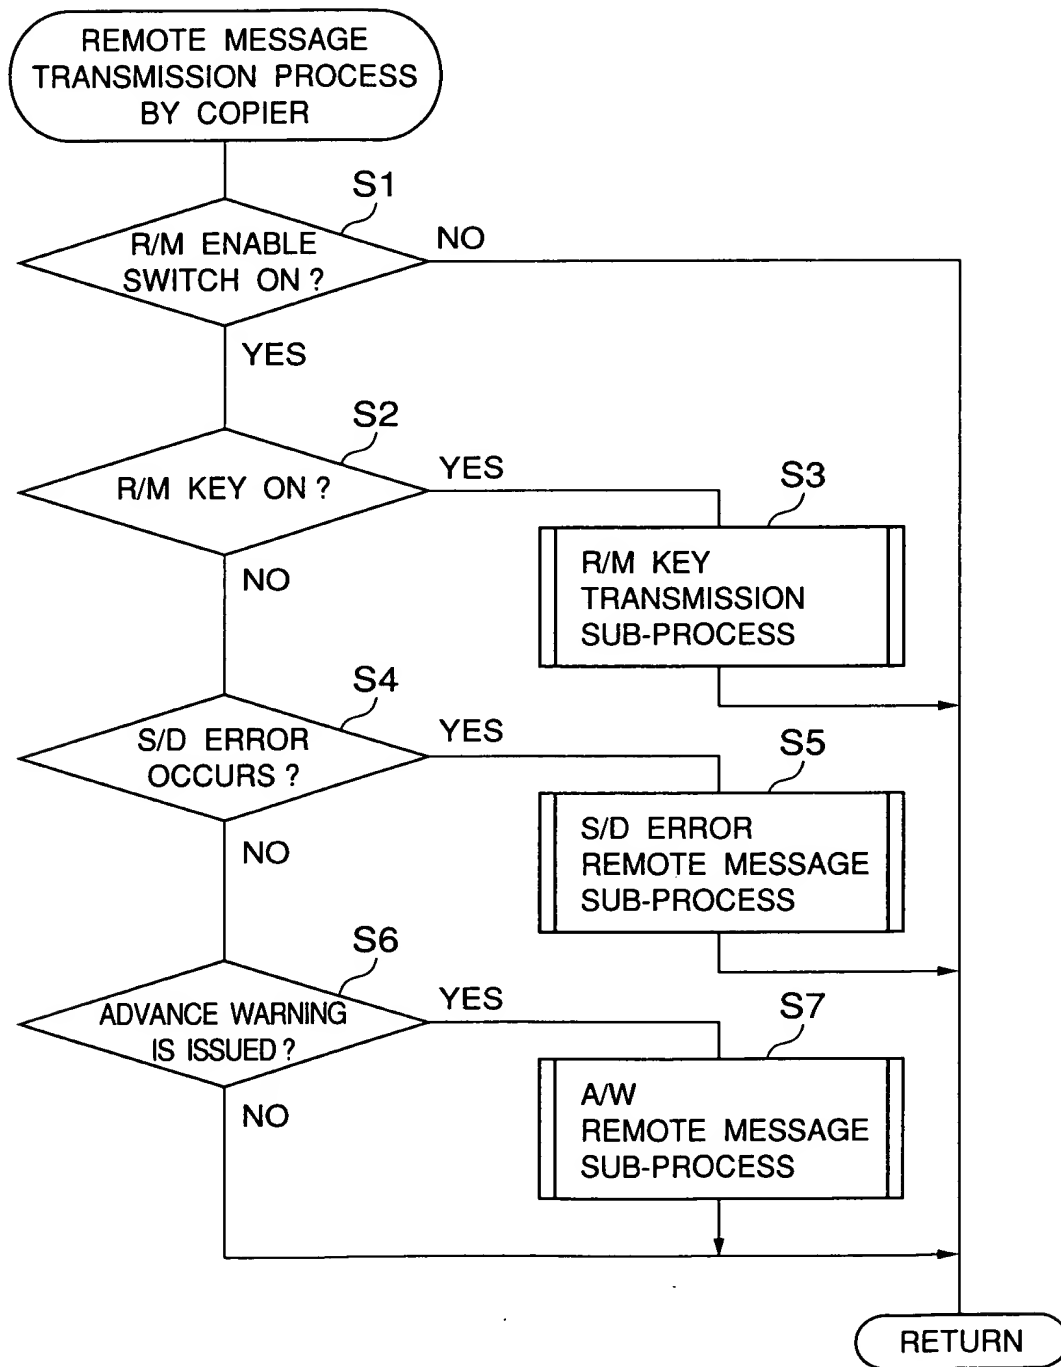 REMOTE MESSAGE
TRANSMISSION PROCESS
BY COPIER
S1
R/M ENABLE
SWITCH ON ?
NO
YES
S2
R/M KEY ON ?
YES
NO
S3
R/M KEY
TRANSMISSION
SUB-PROCESS
S4
S/D ERROR
OCCURS ?
YES
NO
S5
S/D ERROR
REMOTE MESSAGE
SUB-PROCESS
S6
ADVANCE WARNING
IS ISSUED ?
YES
NO
S7
A/W
REMOTE MESSAGE
SUB-PROCESS
RETURN